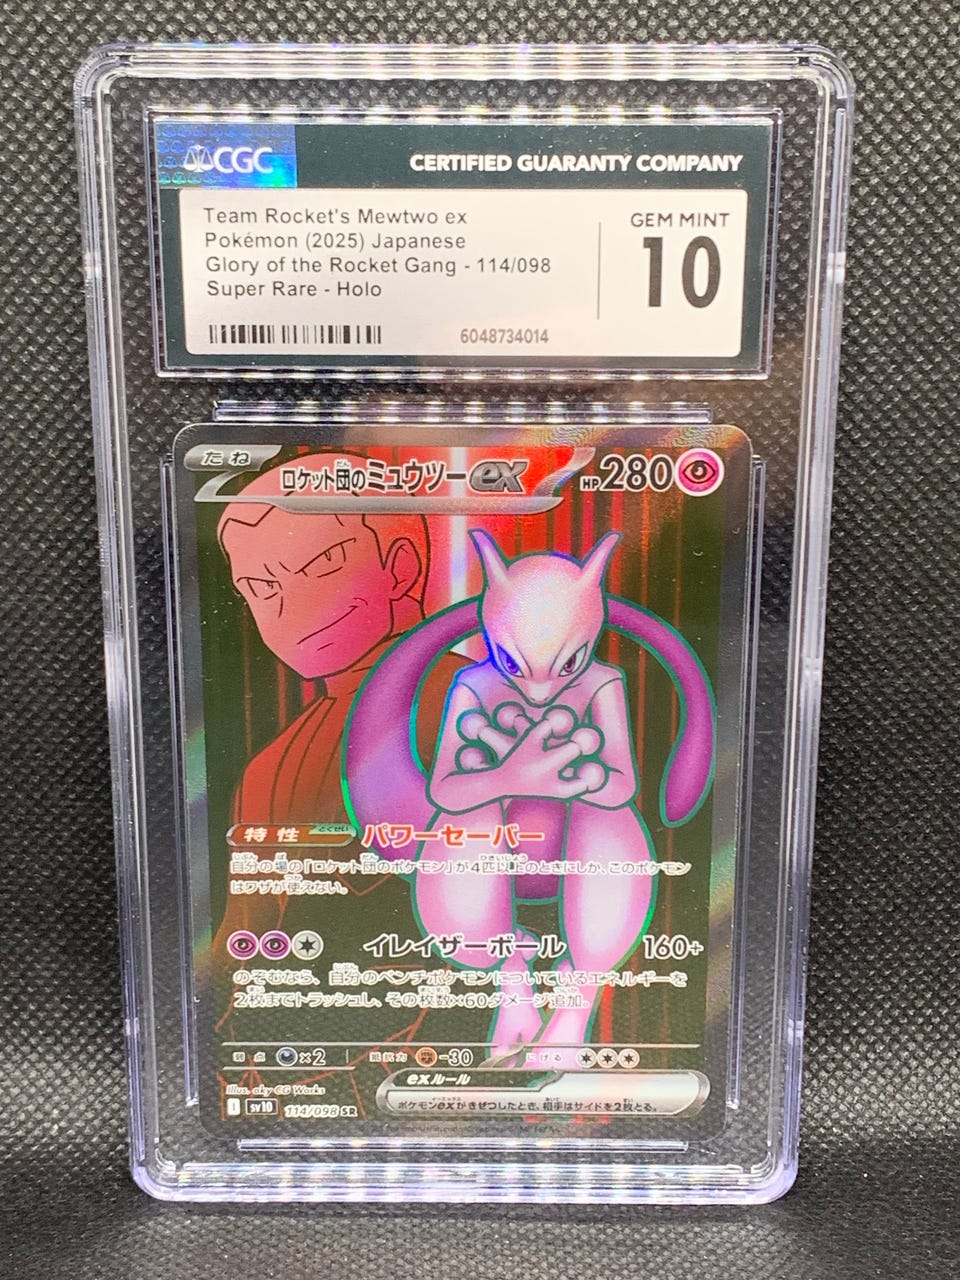 CGC
CERTIFIED GUARANTY COMPANY
Team Rocket's Mewtwo ex
Pokémon (2025) Japanese
Glory of the Rocket Gang - 114/098
Super Rare - Holo
GEM MINT
10
6048734014
たね
ロケット団のミュウツーex
HP280
特性 パワーセーバー
自分の場の「ロケット団のポケモン」が4匹以上のときにしか、このポケモン
はワザが使えない。
イレイザーボール 160+
のぞむなら、自分のベンチポケモンについているエネルギーを
2枚までトラッシュし、その枚数×60ダメージ追加。
弱点 ×2 抵抗力 -30 にげる
Illus. aky CG Works
exルール
ポケモンexがきぜつしたとき、相手はサイドを2枚とる。
I sv10 114/098 SR